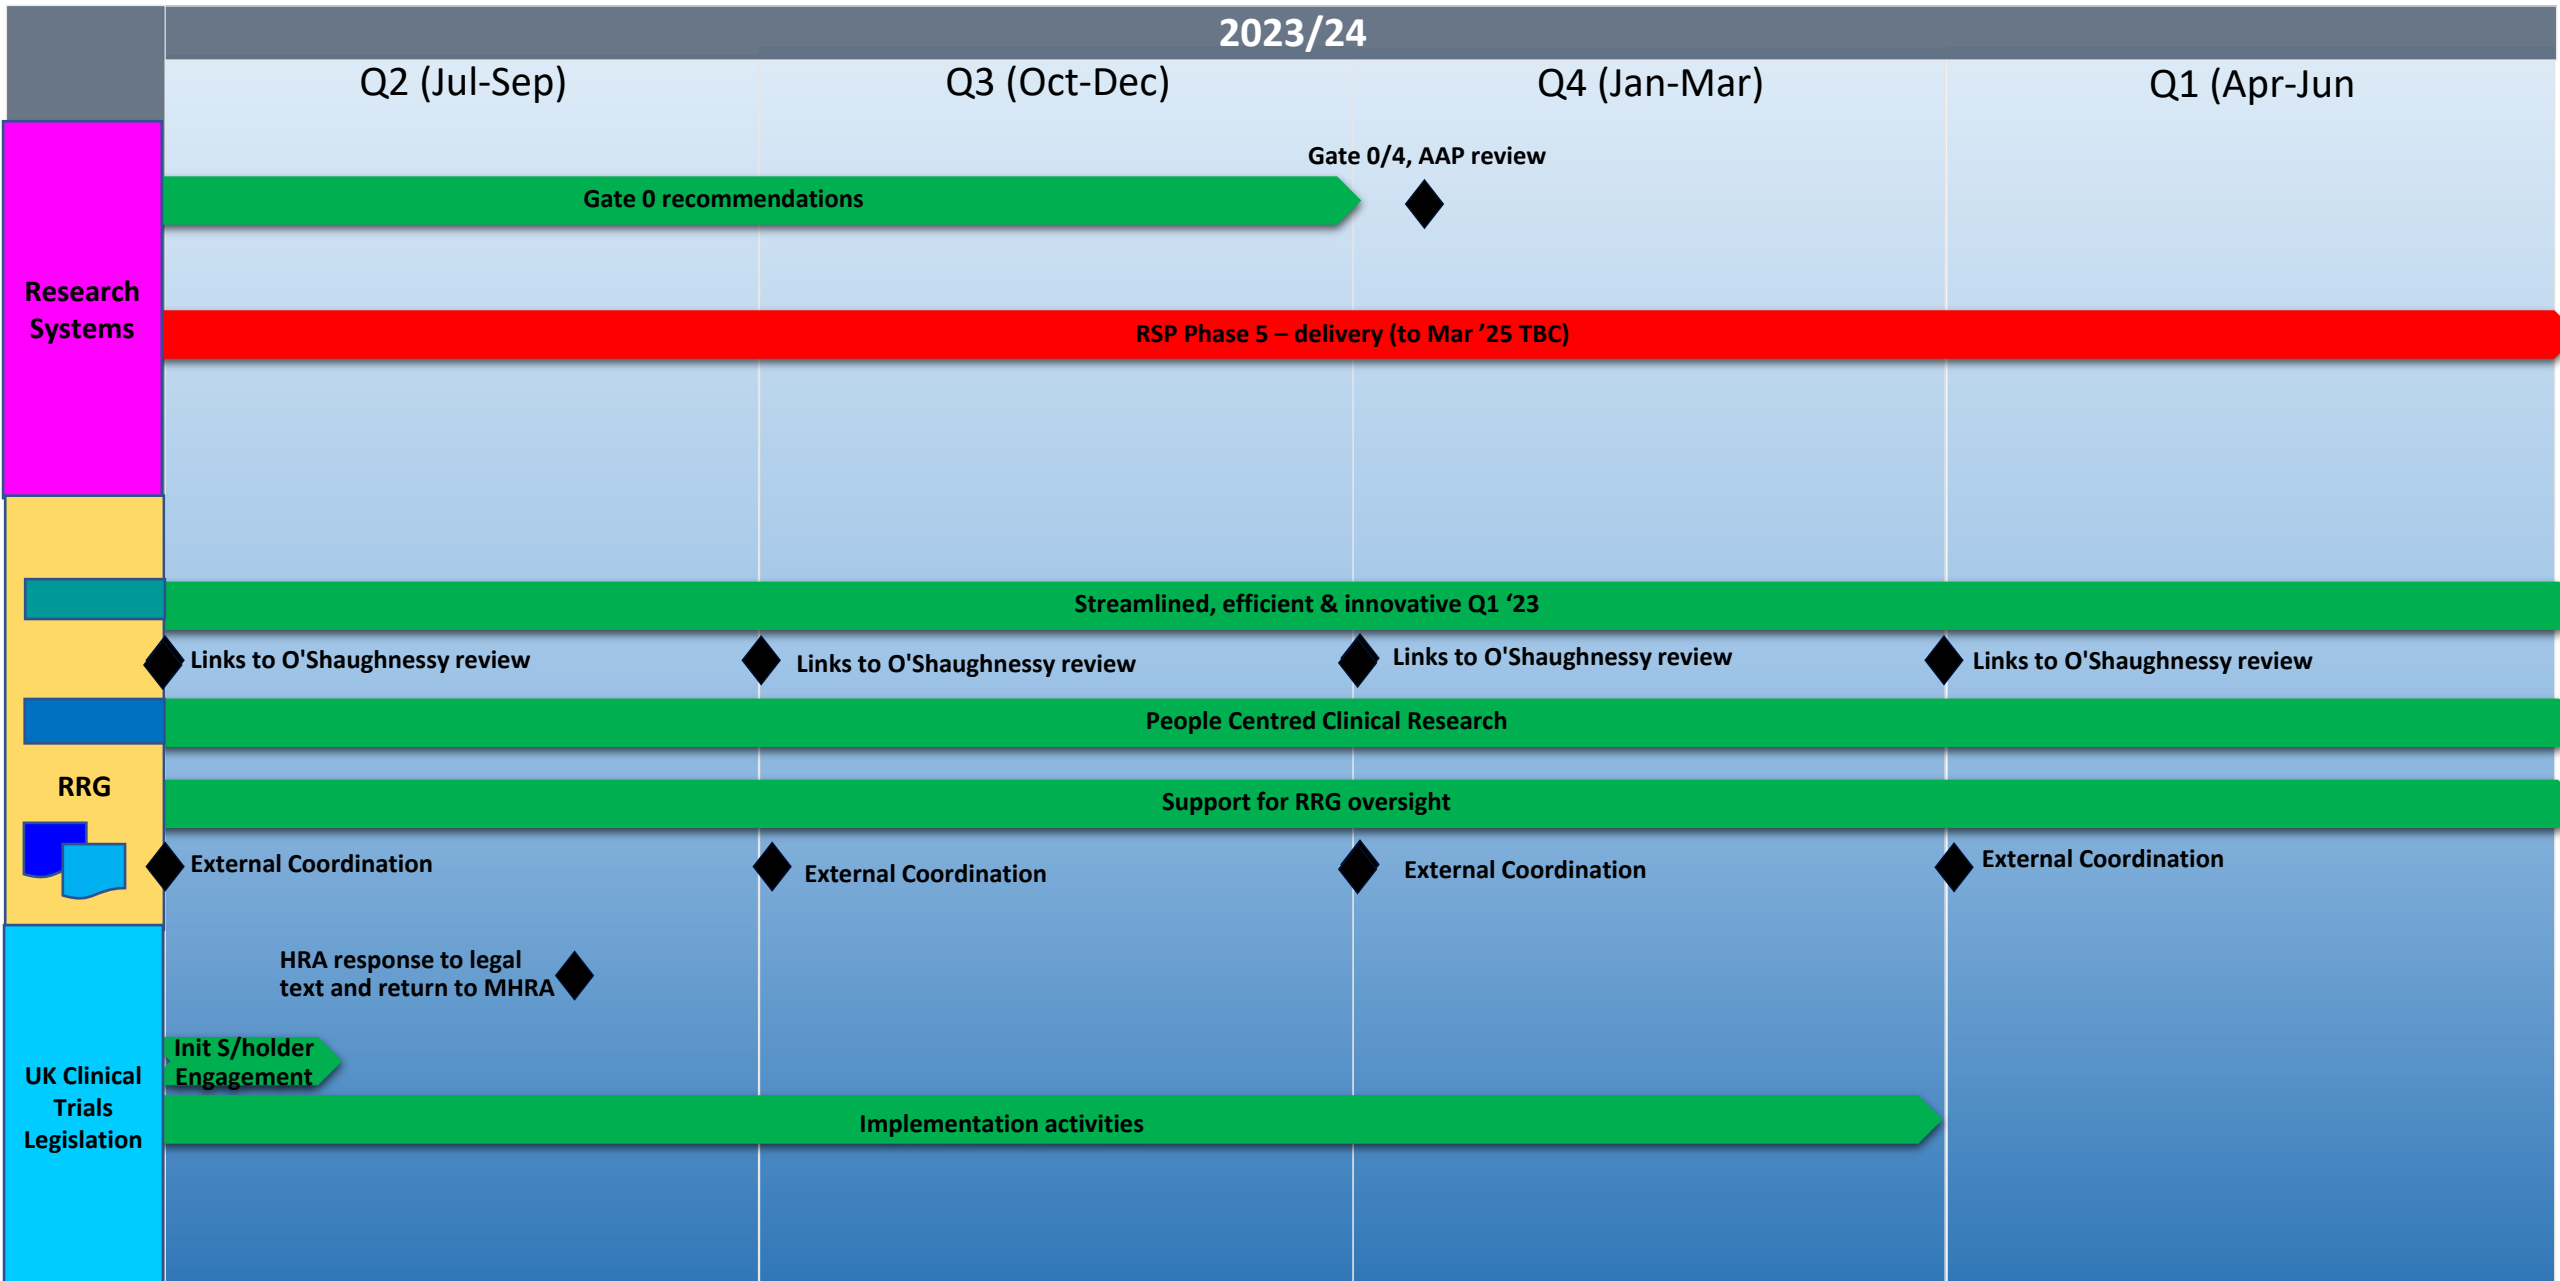 2023/24
Q2 (Jul-Sep)
Q3 (Oct-Dec)
Q4 (Jan-Mar)
Q1 (Apr-Jun
Research
Systems
Gate 0/4, AAP review
Gate 0 recommendations
RSP Phase 5 – delivery (to Mar ’25 TBC)
RRG
Streamlined, efficient & innovative Q1 ‘23
Links to O'Shaughnessy review
Links to O'Shaughnessy review
Links to O'Shaughnessy review
Links to O'Shaughnessy review
People Centred Clinical Research
Support for RRG oversight
External Coordination
External Coordination
External Coordination
External Coordination
UK Clinical
Trials
Legislation
HRA response to legal
text and return to MHRA
Init S/holder
Engagement
Implementation activities